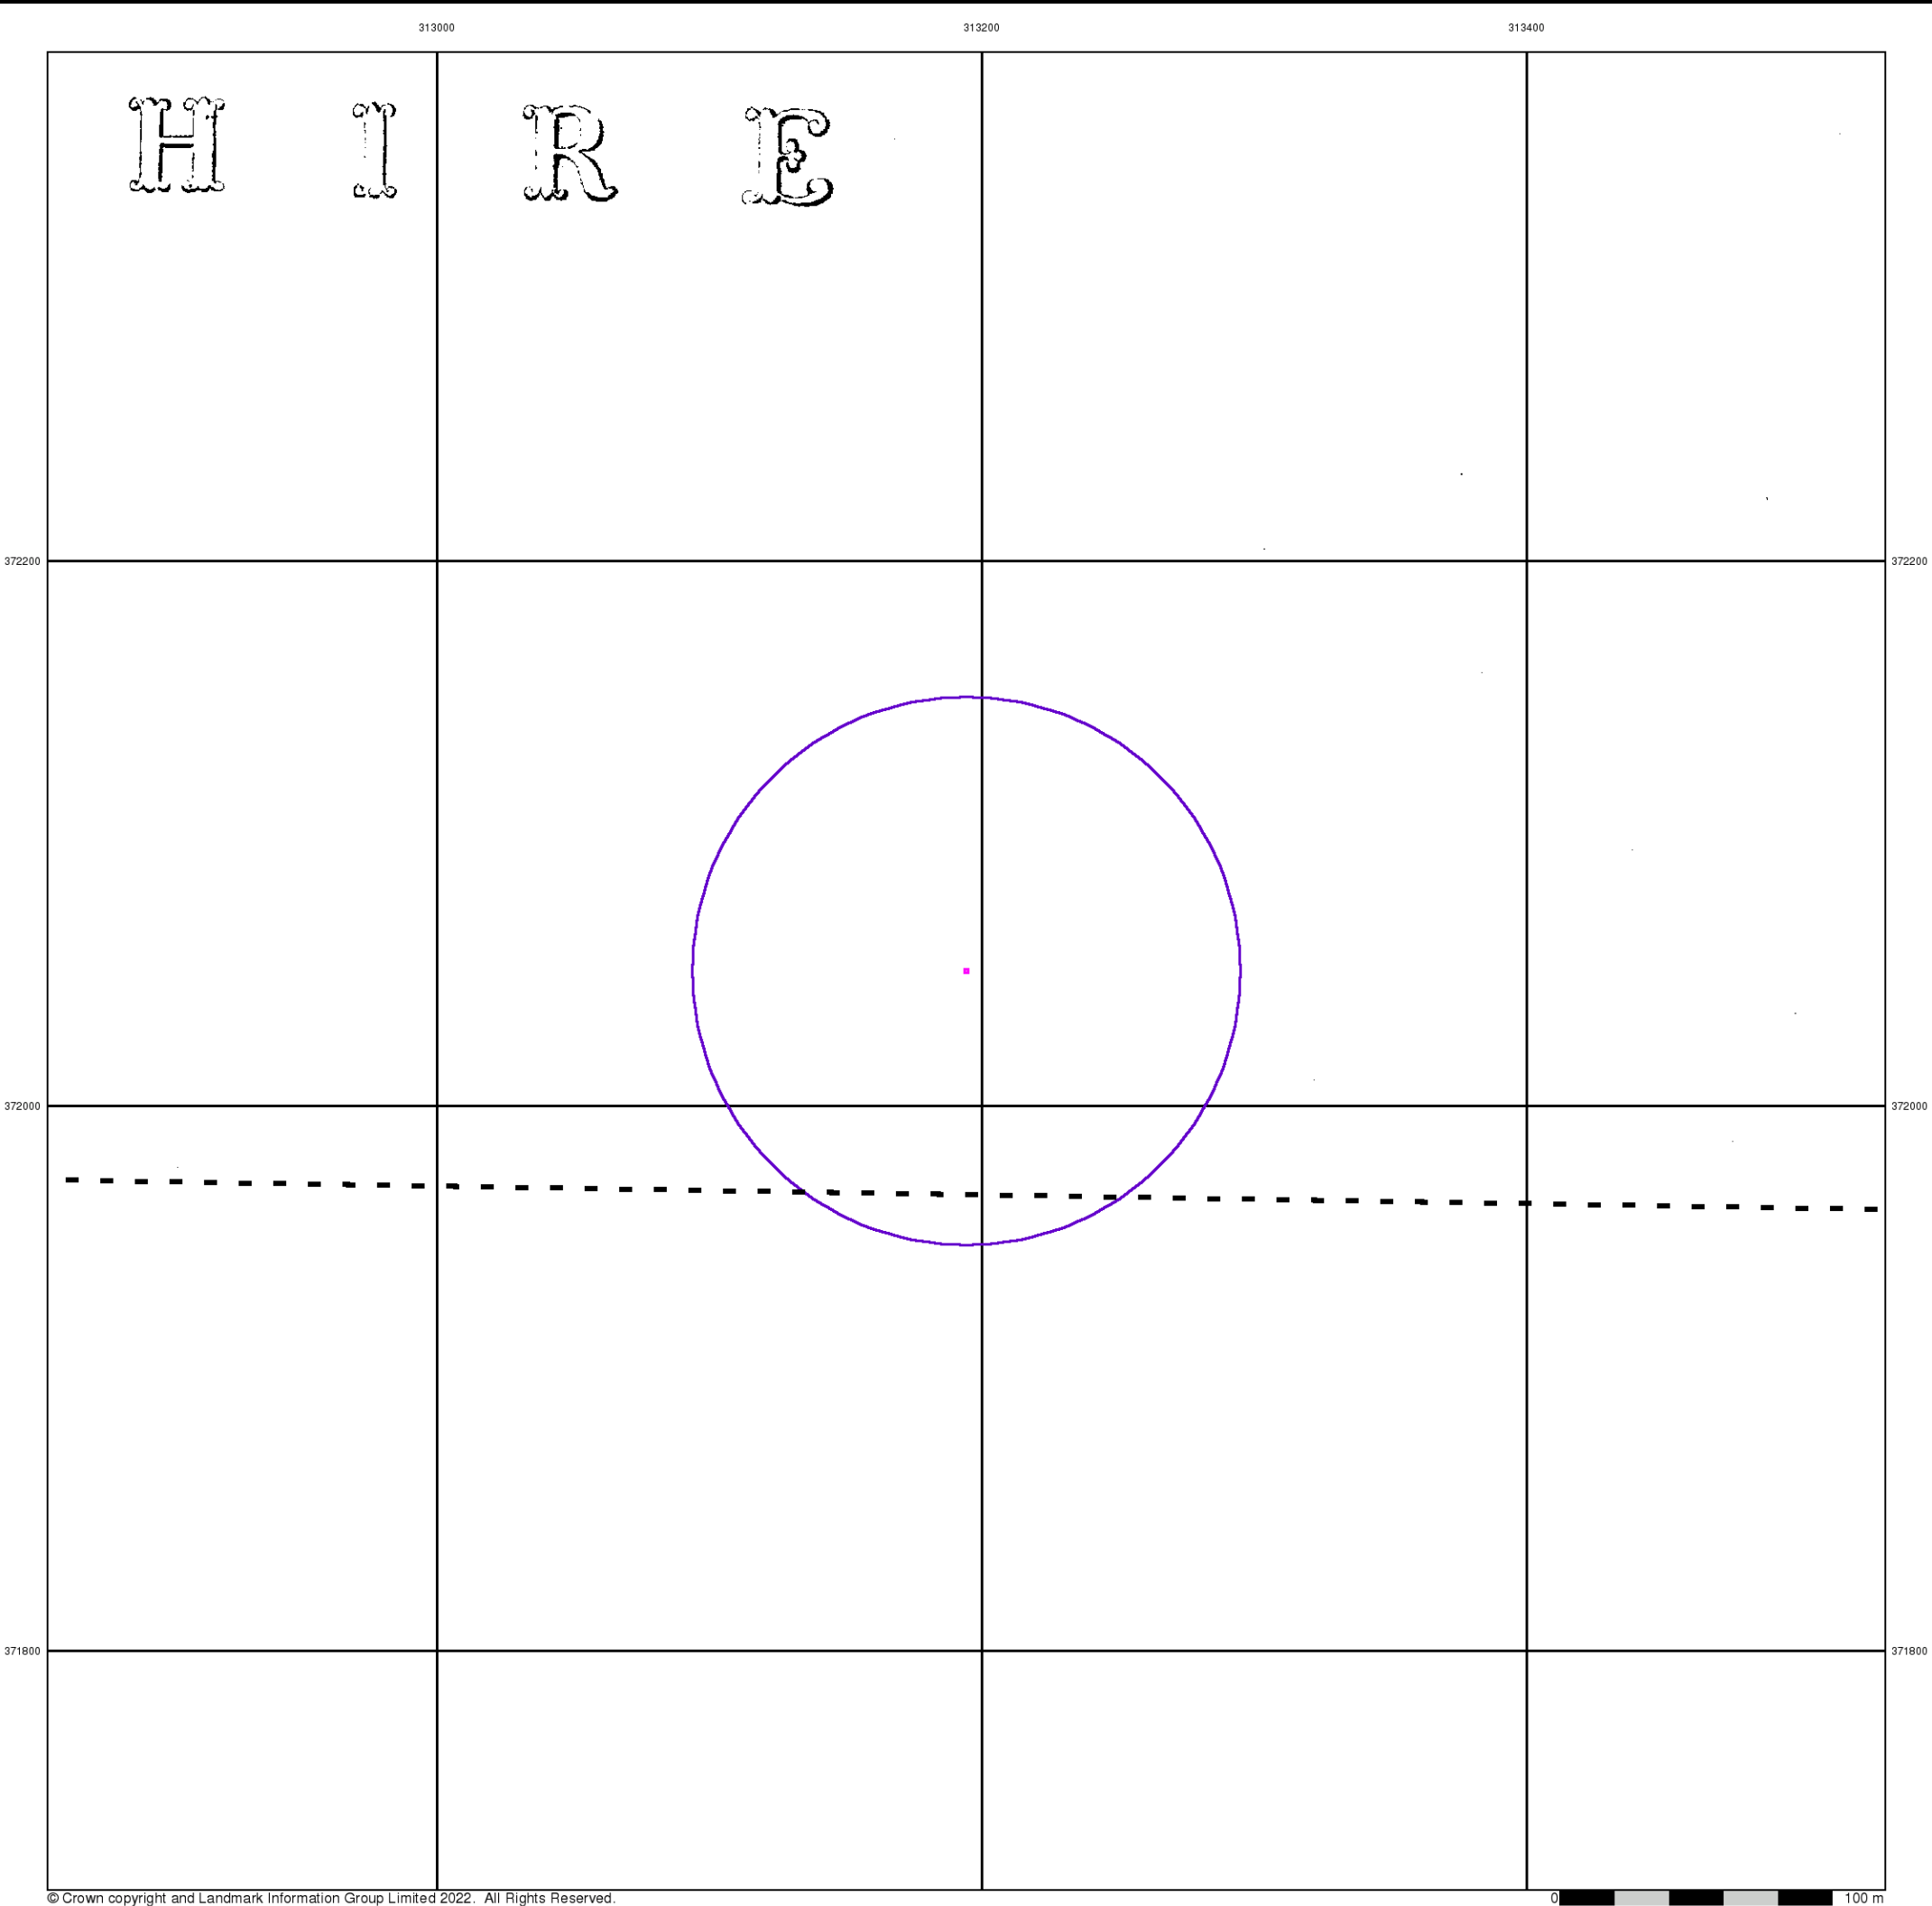 313000 313200 313400
H I R E
372200 372200
372000 372000
371800 371800
© Crown copyright and Landmark Information Group Limited 2022. All Rights Reserved. 0 100 m